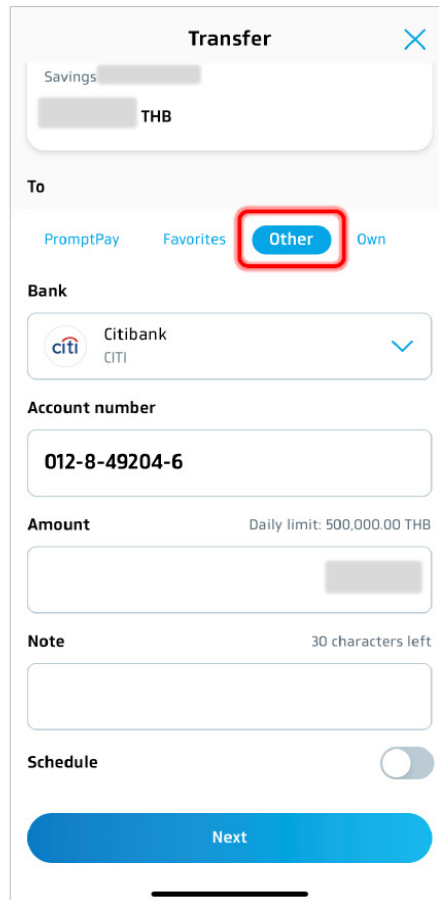 Transfer
Savings
THB
To
PromptPay Favorites Other Own
Bank
citi
Citibank
CITI
Account number
012-8-49204-6
Amount Daily limit: 500,000.00 THB
Note 30 characters left
Schedule
Next